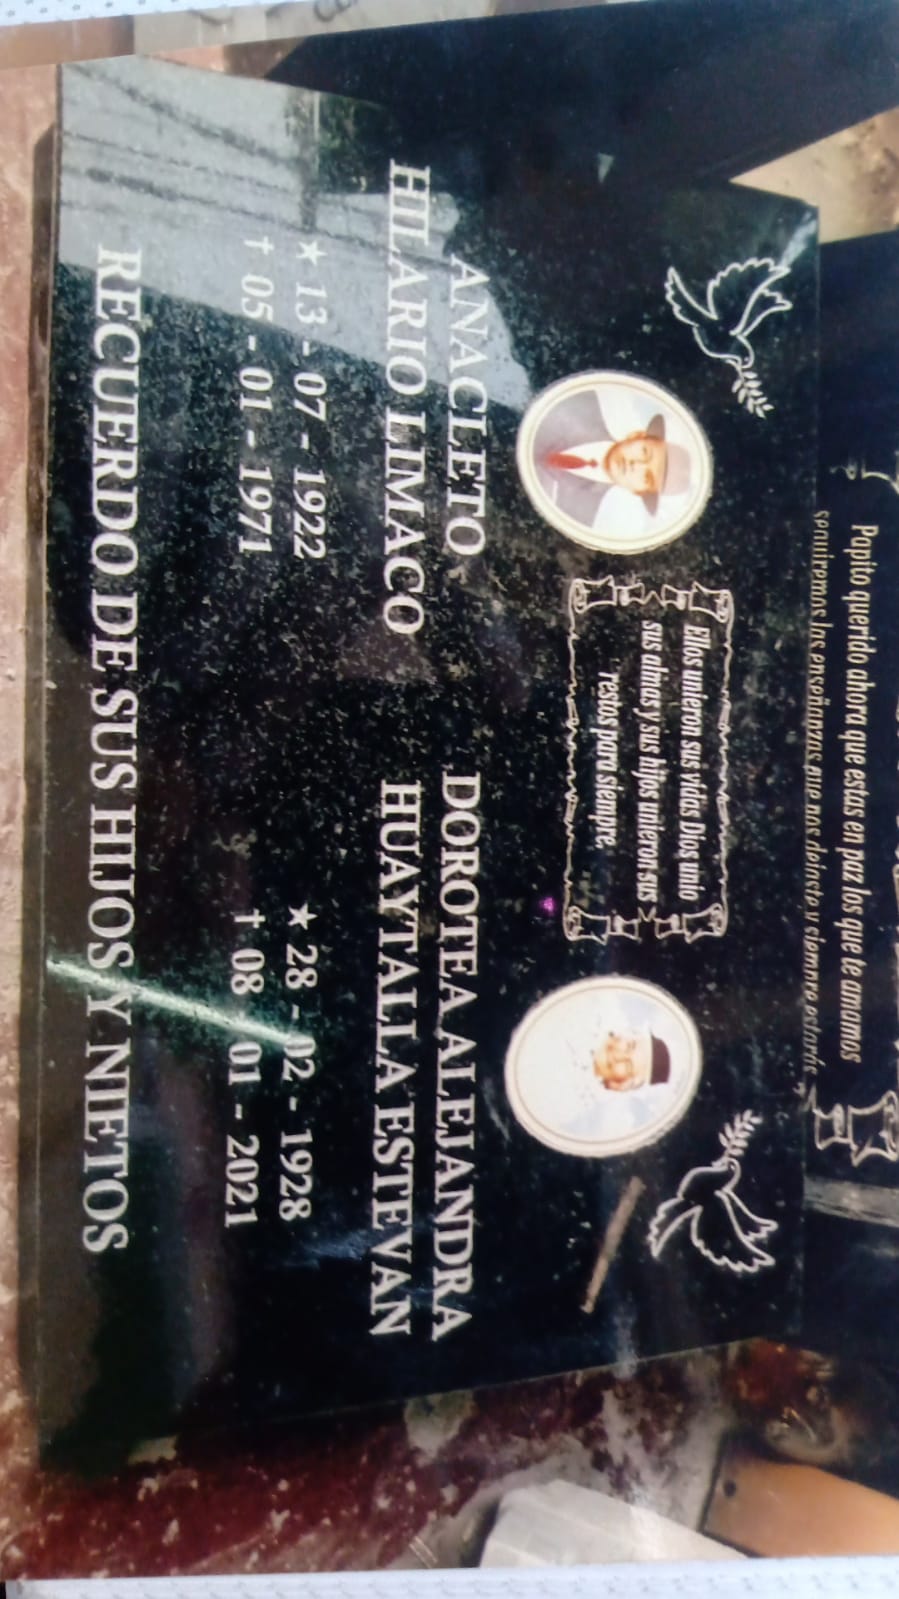 Papito querido ahora que estas en paz los que te amamos
seguiremos las enseñanzas que nos dejaste y siempre estarás
Ellos unieron sus vidas Dios unio
sus almas y sus hijos unieron sus
restos para siempre.
ANACLETO
HILARIO LIMACO
★ 13 - 07 - 1922
† 05 - 01 - 1971
DOROTEA ALEJANDRA
HUAYTALLA ESTEVAN
★ 28 - 02 - 1928
† 08 - 01 - 2021
RECUERDO DE SUS HIJOS Y NIETOS